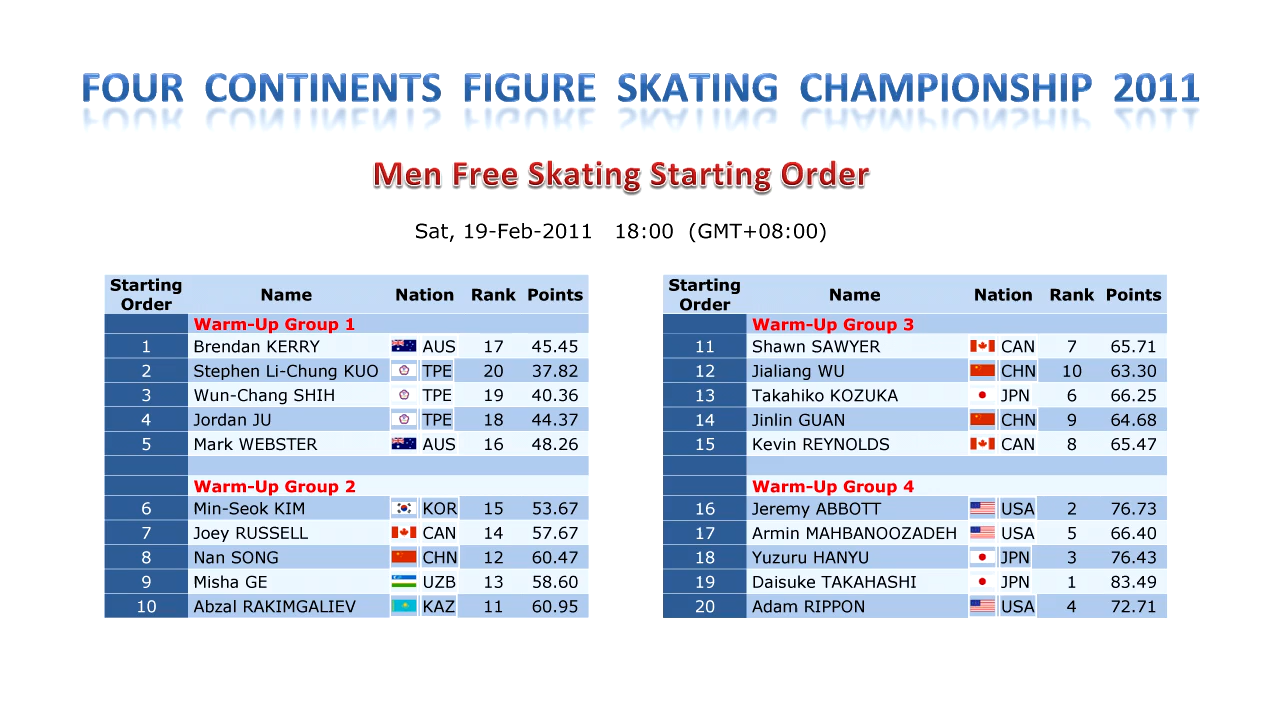 FOUR CONTINENTS FIGURE SKATING CHAMPIONSHIP 2011
Men Free Skating Starting Order
Sat, 19-Feb-2011 18:00 (GMT+08:00)
Starting Order Name Nation Rank Points
Warm-Up Group 1
1 Brendan KERRY AUS 17 45.45
2 Stephen Li-Chung KUO TPE 20 37.82
3 Wun-Chang SHIH TPE 19 40.36
4 Jordan JU TPE 18 44.37
5 Mark WEBSTER AUS 16 48.26
Warm-Up Group 2
6 Min-Seok KIM KOR 15 53.67
7 Joey RUSSELL CAN 14 57.67
8 Nan SONG CHN 12 60.47
9 Misha GE UZB 13 58.60
10 Abzal RAKIMGALIEV KAZ 11 60.95
Starting Order Name Nation Rank Points
Warm-Up Group 3
11 Shawn SAWYER CAN 7 65.71
12 Jialiang WU CHN 10 63.30
13 Takahiko KOZUKA JPN 6 66.25
14 Jinlin GUAN CHN 9 64.68
15 Kevin REYNOLDS CAN 8 65.47
Warm-Up Group 4
16 Jeremy ABBOTT USA 2 76.73
17 Armin MAHBANOOZADEH USA 5 66.40
18 Yuzuru HANYU JPN 3 76.43
19 Daisuke TAKAHASHI JPN 1 83.49
20 Adam RIPPON USA 4 72.71